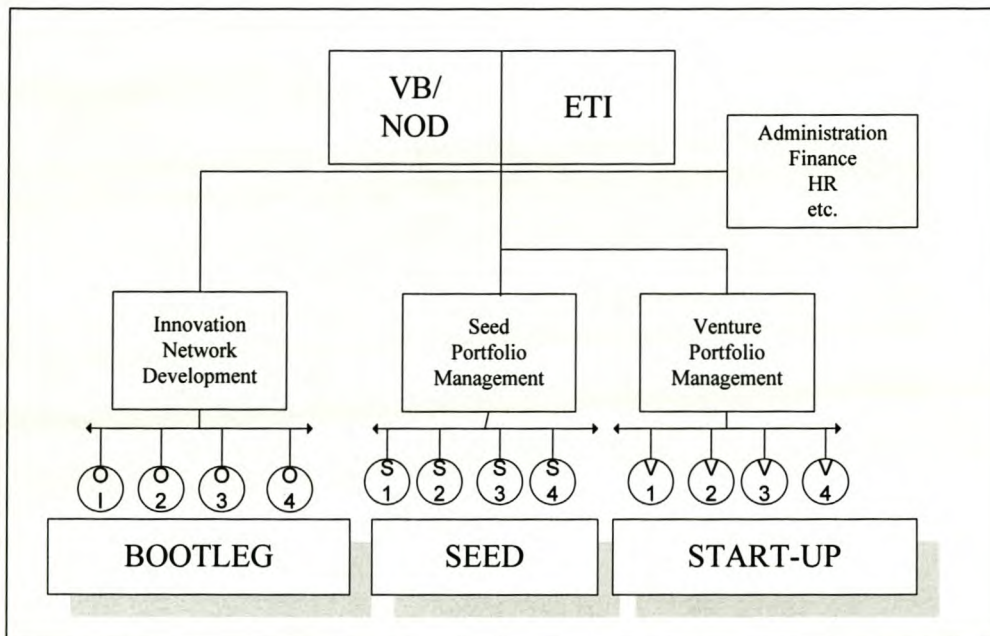 VB/
NOD
ETI
Administration
Finance
HR
etc.
Innovation
Network
Development
Seed
Portfolio
Management
Venture
Portfolio
Management
O
1
O
2
O
3
O
4
S
1
S
2
S
3
S
4
V
1
V
2
V
3
V
4
BOOTLEG
SEED
START-UP